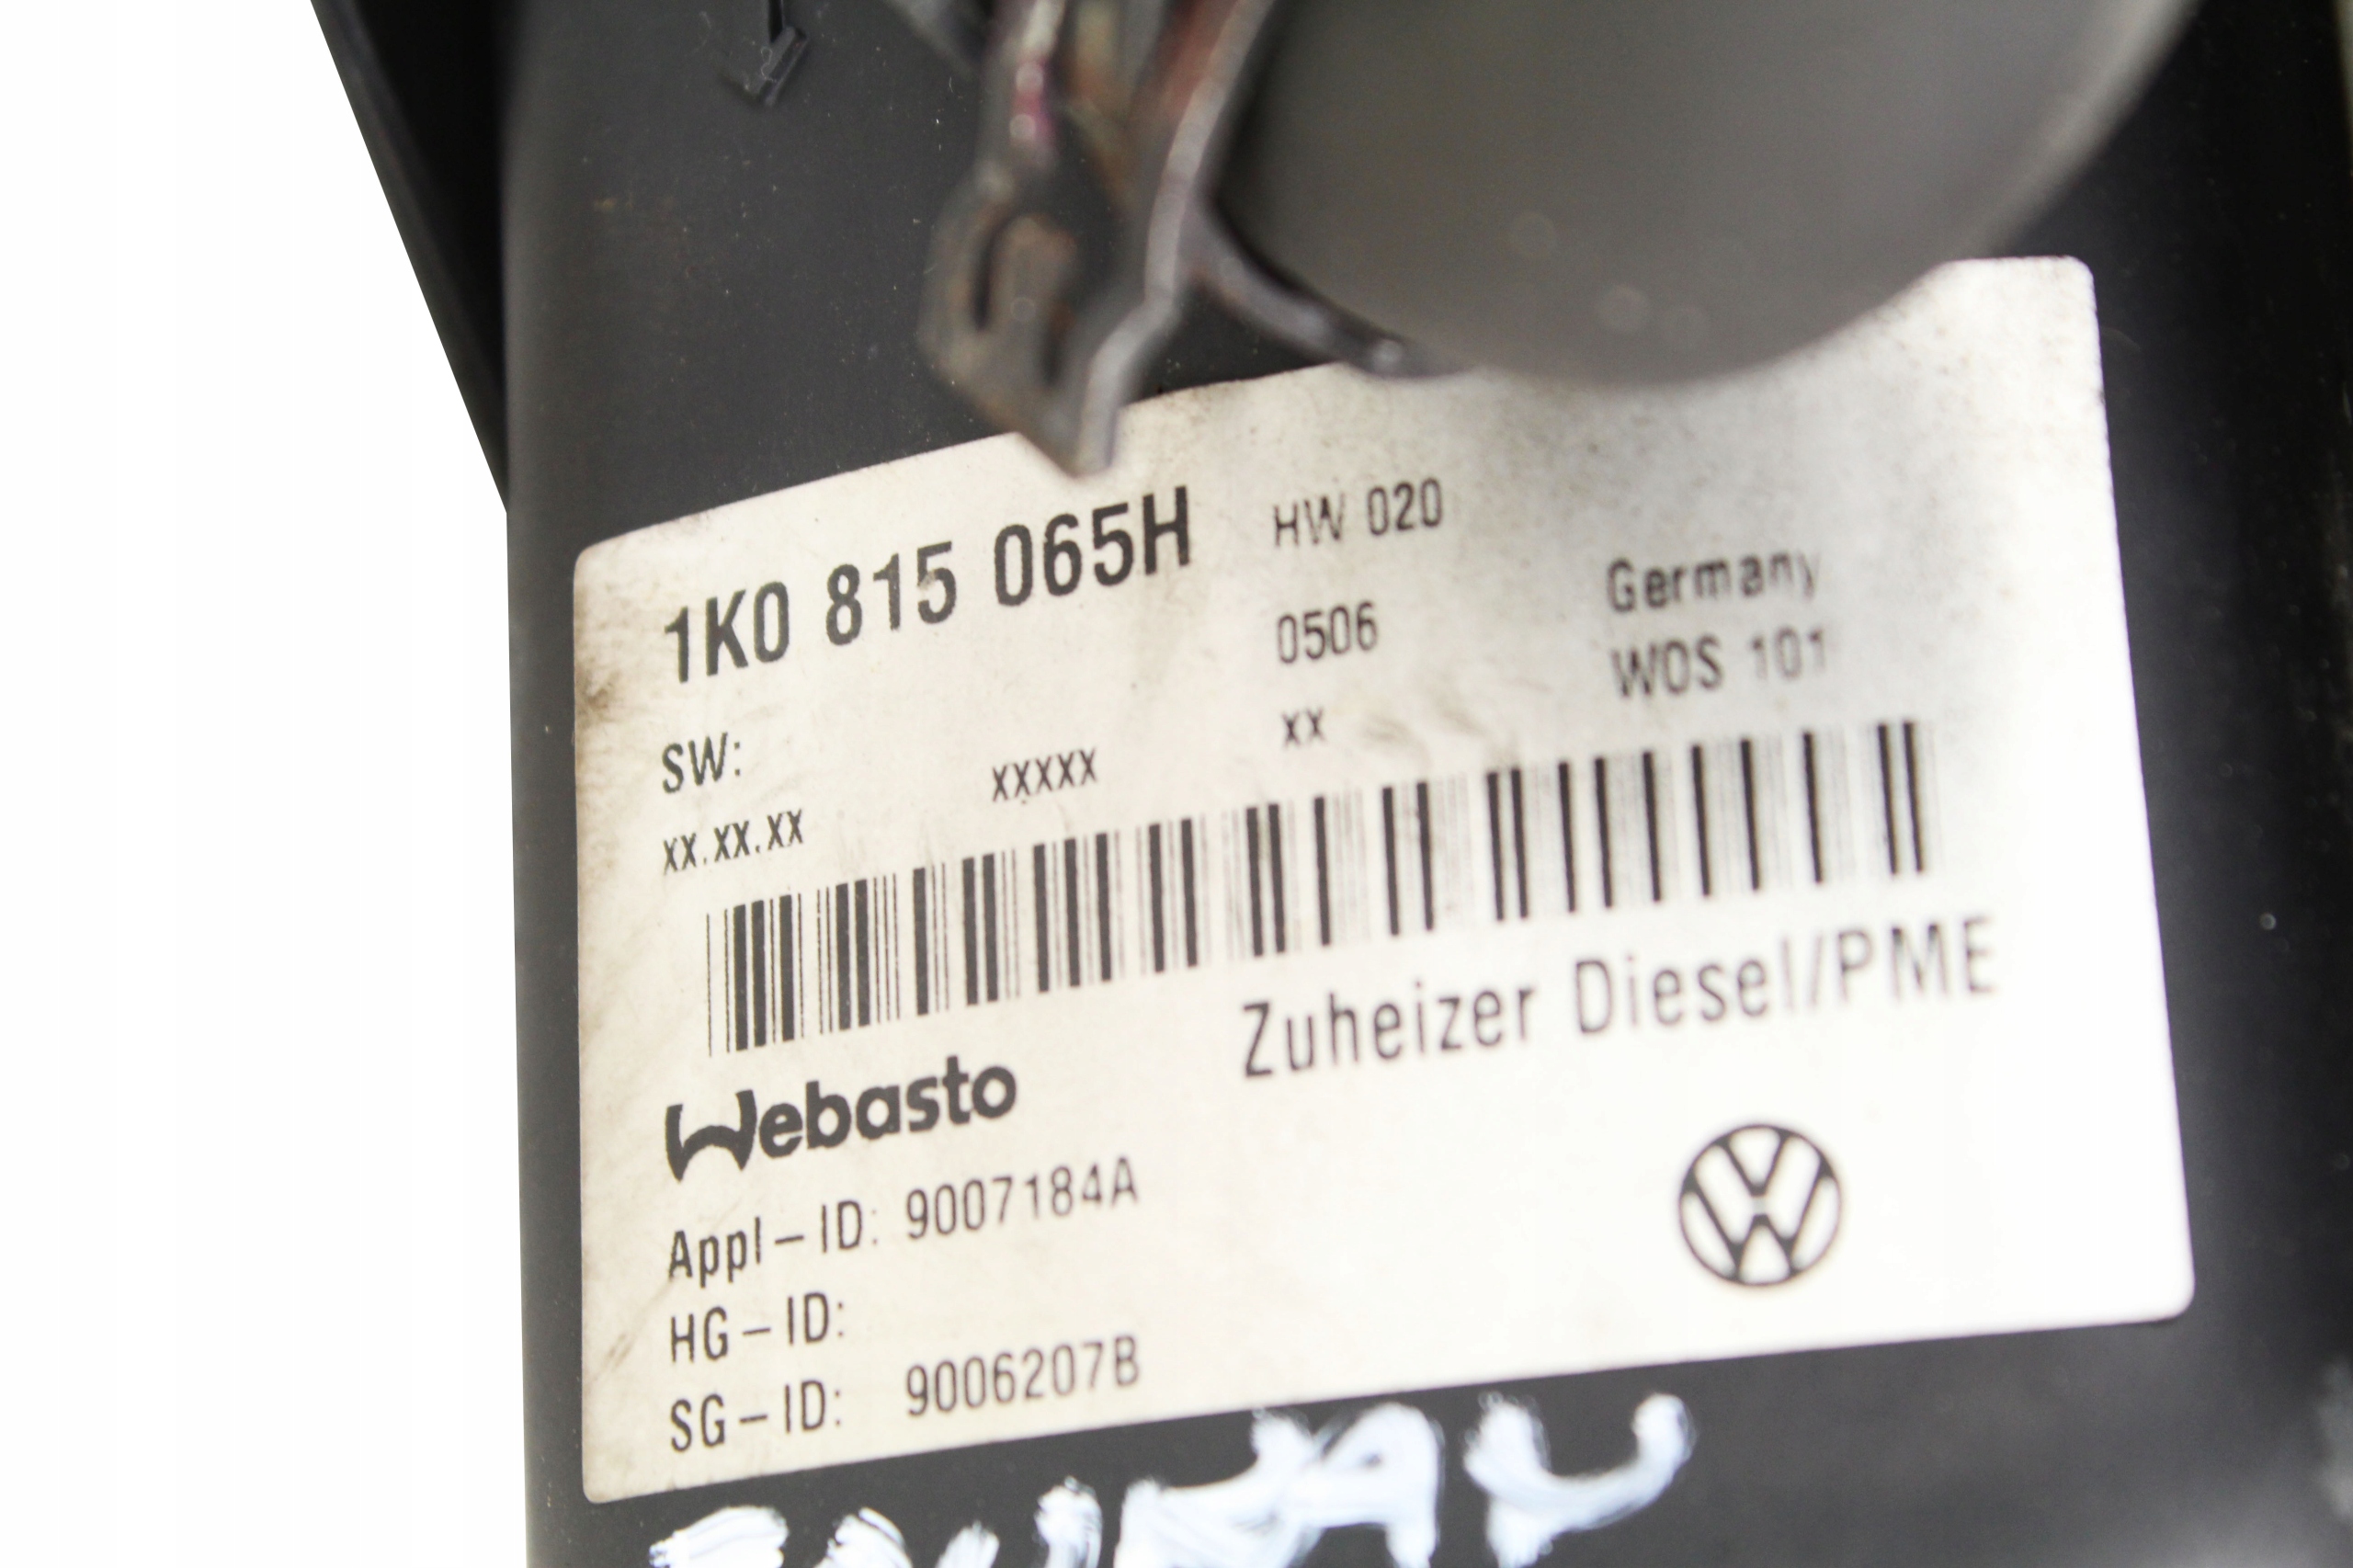 1K0 815 065H HW 020
0506 Germany
SW: xx WOS 101
xx.xx.xx xxxxx
Zuheizer Diesel/PME
Webasto
Appl-ID: 9007184A
HG-ID:
SG-ID: 9006207B